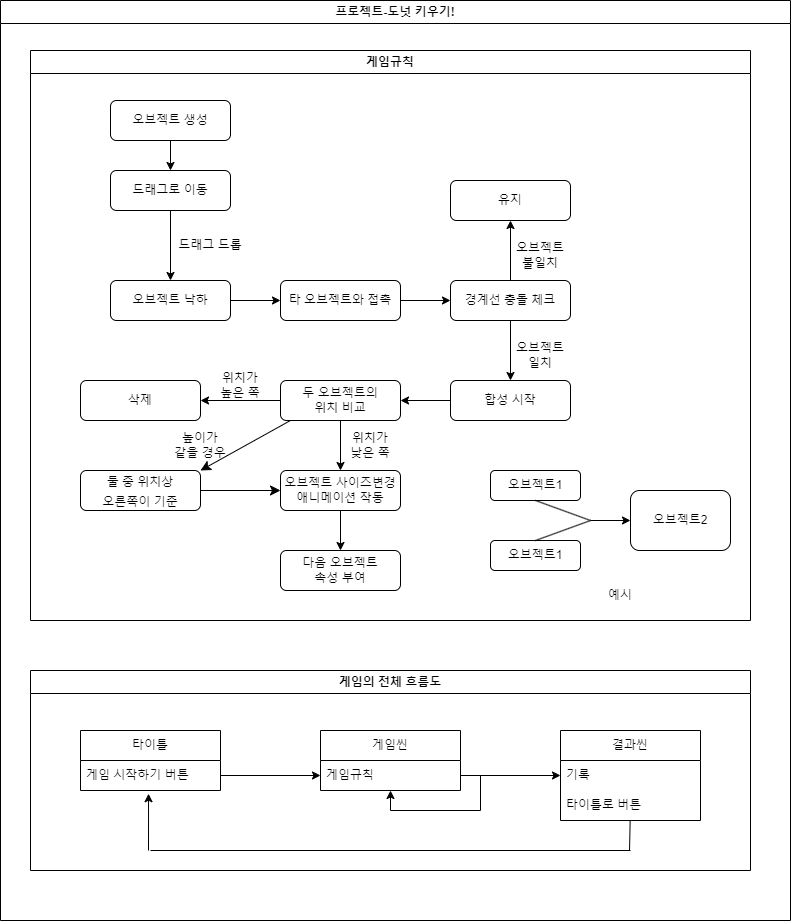 프로젝트-도넛 키우기!
게임규칙
오브젝트 생성
드래그로 이동
드래그 드롭
오브젝트 낙하
타 오브젝트와 접촉
경계선 충돌 체크
오브젝트
불일치
유지
오브젝트
일치
합성 시작
두 오브젝트의
위치 비교
위치가
높은 쪽
삭제
높이가
같을 경우
위치가
낮은 쪽
둘 중 위치상
오른쪽이 기준
오브젝트 사이즈변경
애니메이션 작동
다음 오브젝트
속성 부여
오브젝트1
오브젝트1
오브젝트2
예시
게임의 전체 흐름도
타이틀
게임 시작하기 버튼
게임씬
게임규칙
결과씬
기록
타이틀로 버튼